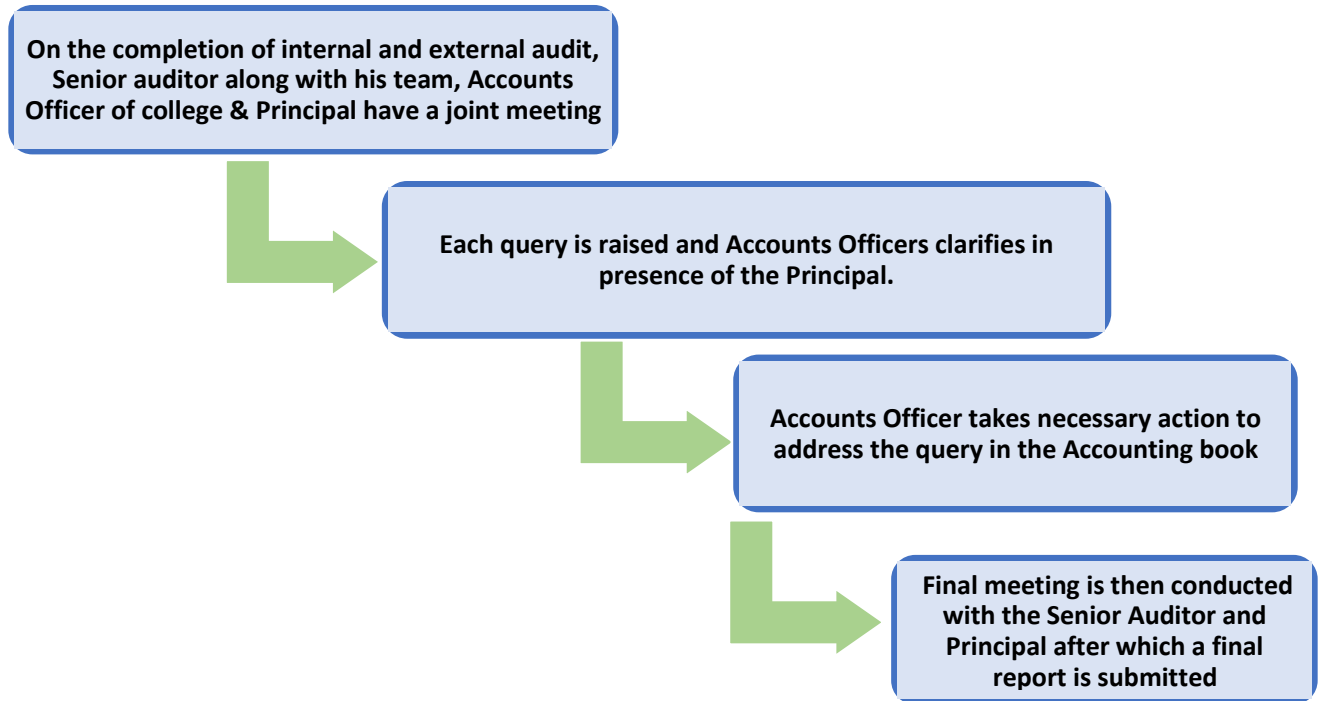 On the completion of internal and external audit,
Senior auditor along with his team, Accounts
Officer of college & Principal have a joint meeting
Each query is raised and Accounts Officers clarifies in
presence of the Principal.
Accounts Officer takes necessary action to
address the query in the Accounting book
Final meeting is then conducted
with the Senior Auditor and
Principal after which a final
report is submitted